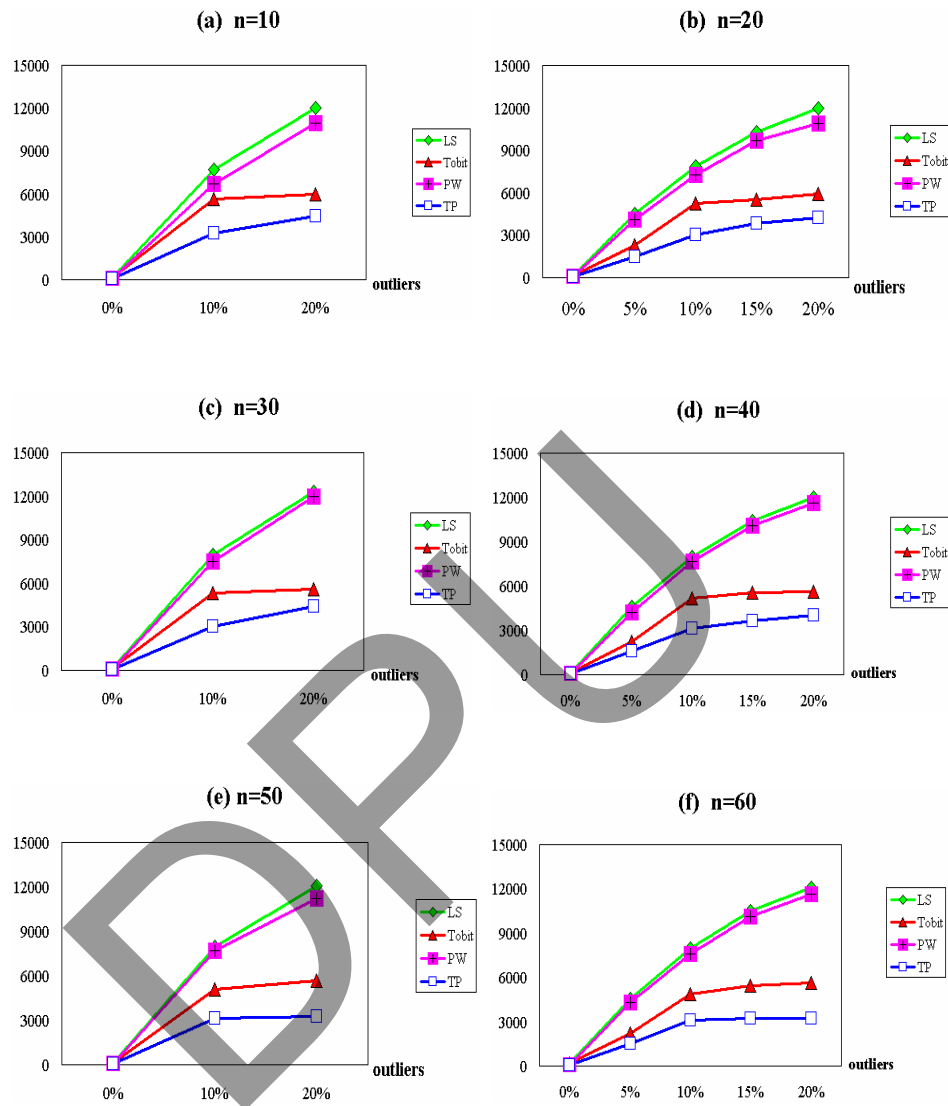 (a) n=10
15000
12000
9000
6000
3000
0
0% 10% 20%
outliers
LS
Tobit
PW
TP
(b) n=20
15000
12000
9000
6000
3000
0
0% 5% 10% 15% 20%
outliers
LS
Tobit
PW
TP
(c) n=30
15000
12000
9000
6000
3000
0
0% 10% 20%
outliers
LS
Tobit
PW
TP
(d) n=40
15000
12000
9000
6000
3000
0
0% 5% 10% 15% 20%
outliers
LS
Tobit
PW
TP
(e) n=50
15000
12000
9000
6000
3000
0
0% 10% 20%
outliers
LS
Tobit
PW
TP
(f) n=60
15000
12000
9000
6000
3000
0
0% 5% 10% 15% 20%
outliers
LS
Tobit
PW
TP
DPU